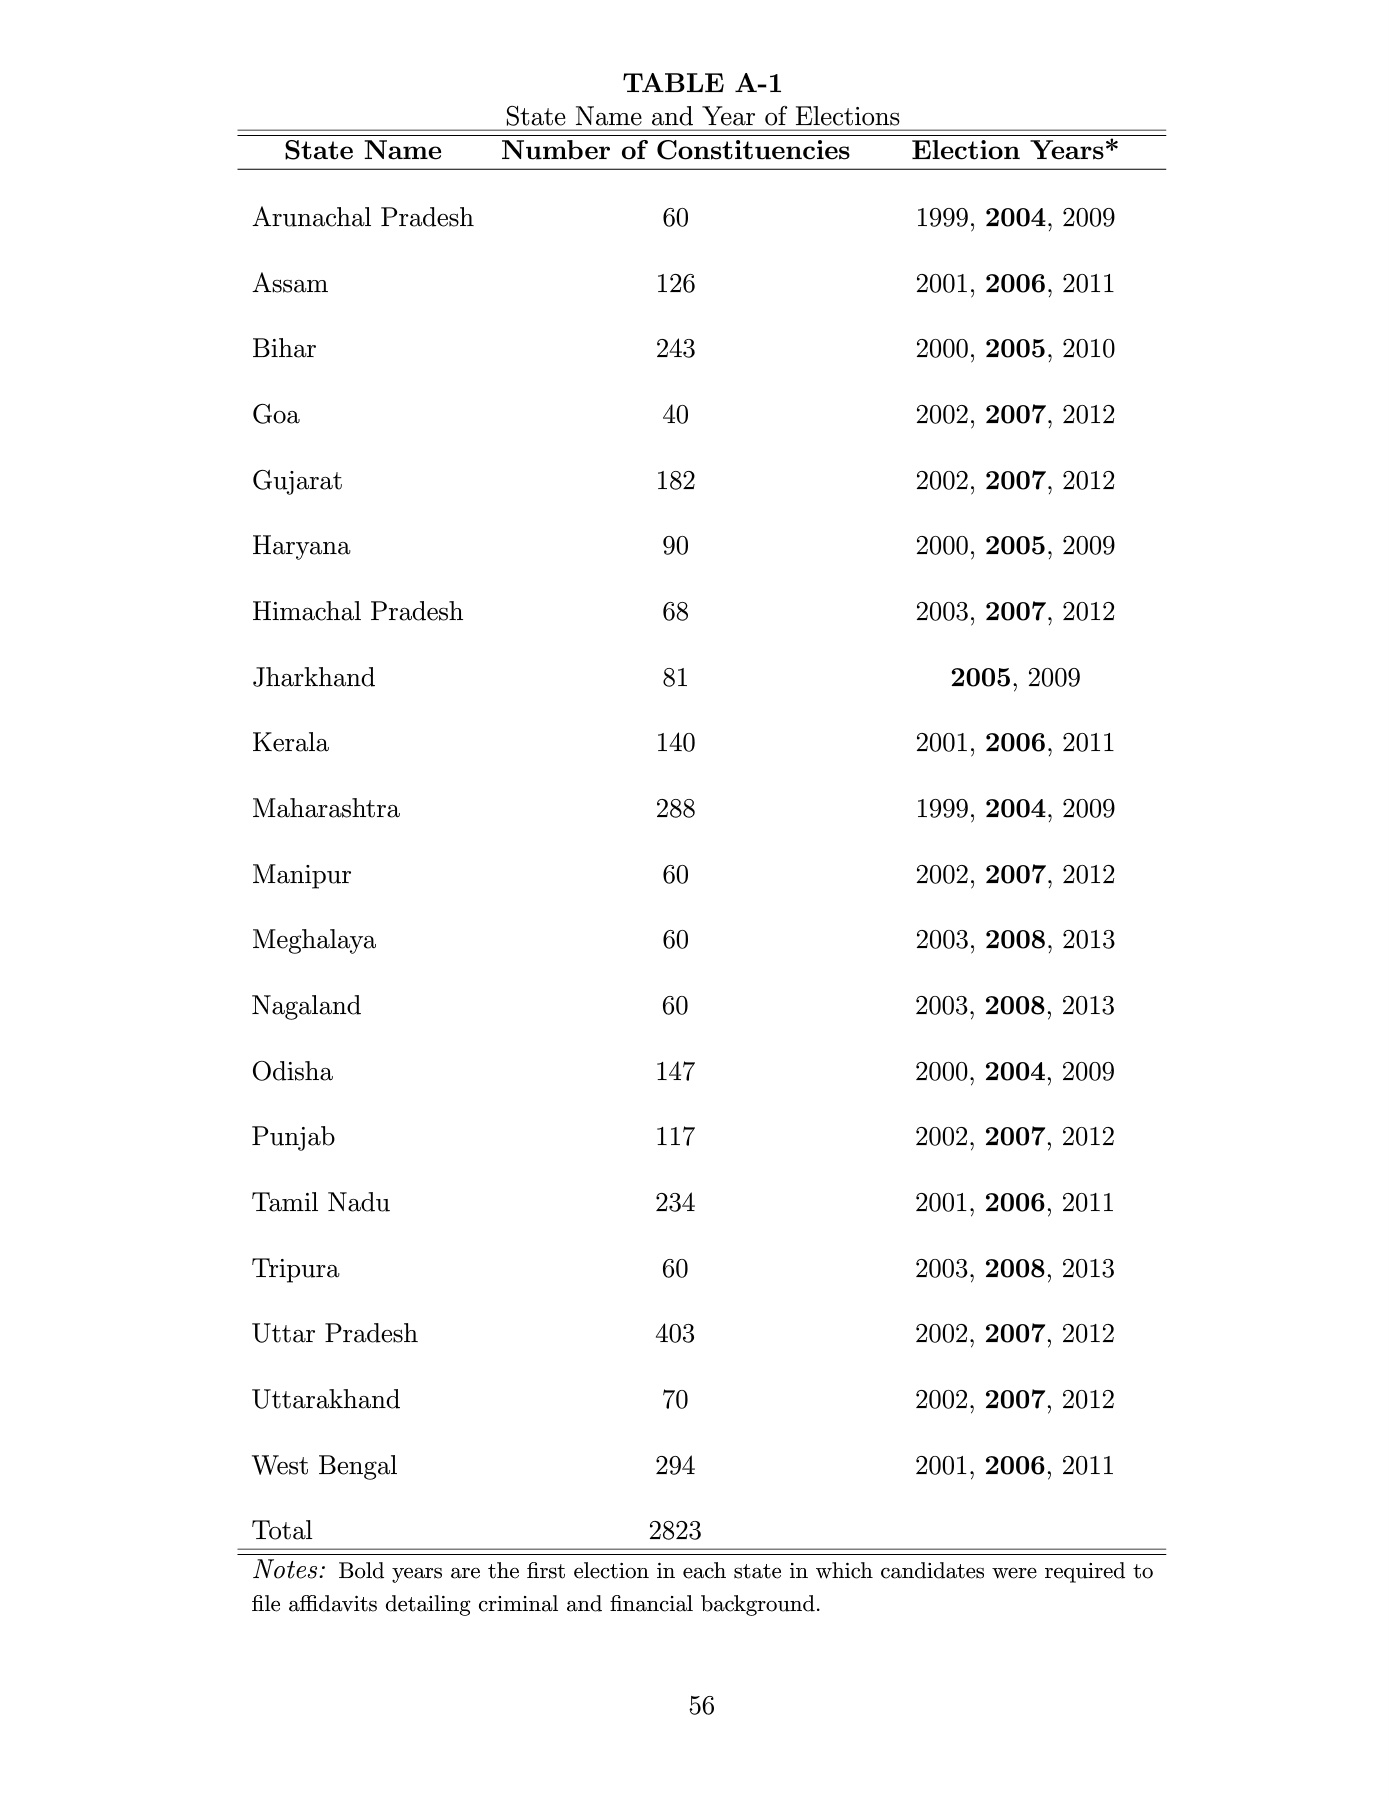 TABLE A-1
State Name and Year of Elections
State Name Number of Constituencies Election Years*
Arunachal Pradesh 60 1999, 2004, 2009
Assam 126 2001, 2006, 2011
Bihar 243 2000, 2005, 2010
Goa 40 2002, 2007, 2012
Gujarat 182 2002, 2007, 2012
Haryana 90 2000, 2005, 2009
Himachal Pradesh 68 2003, 2007, 2012
Jharkhand 81 2005, 2009
Kerala 140 2001, 2006, 2011
Maharashtra 288 1999, 2004, 2009
Manipur 60 2002, 2007, 2012
Meghalaya 60 2003, 2008, 2013
Nagaland 60 2003, 2008, 2013
Odisha 147 2000, 2004, 2009
Punjab 117 2002, 2007, 2012
Tamil Nadu 234 2001, 2006, 2011
Tripura 60 2003, 2008, 2013
Uttar Pradesh 403 2002, 2007, 2012
Uttarakhand 70 2002, 2007, 2012
West Bengal 294 2001, 2006, 2011
Total 2823
Notes: Bold years are the first election in each state in which candidates were required to
file affidavits detailing criminal and financial background.
56